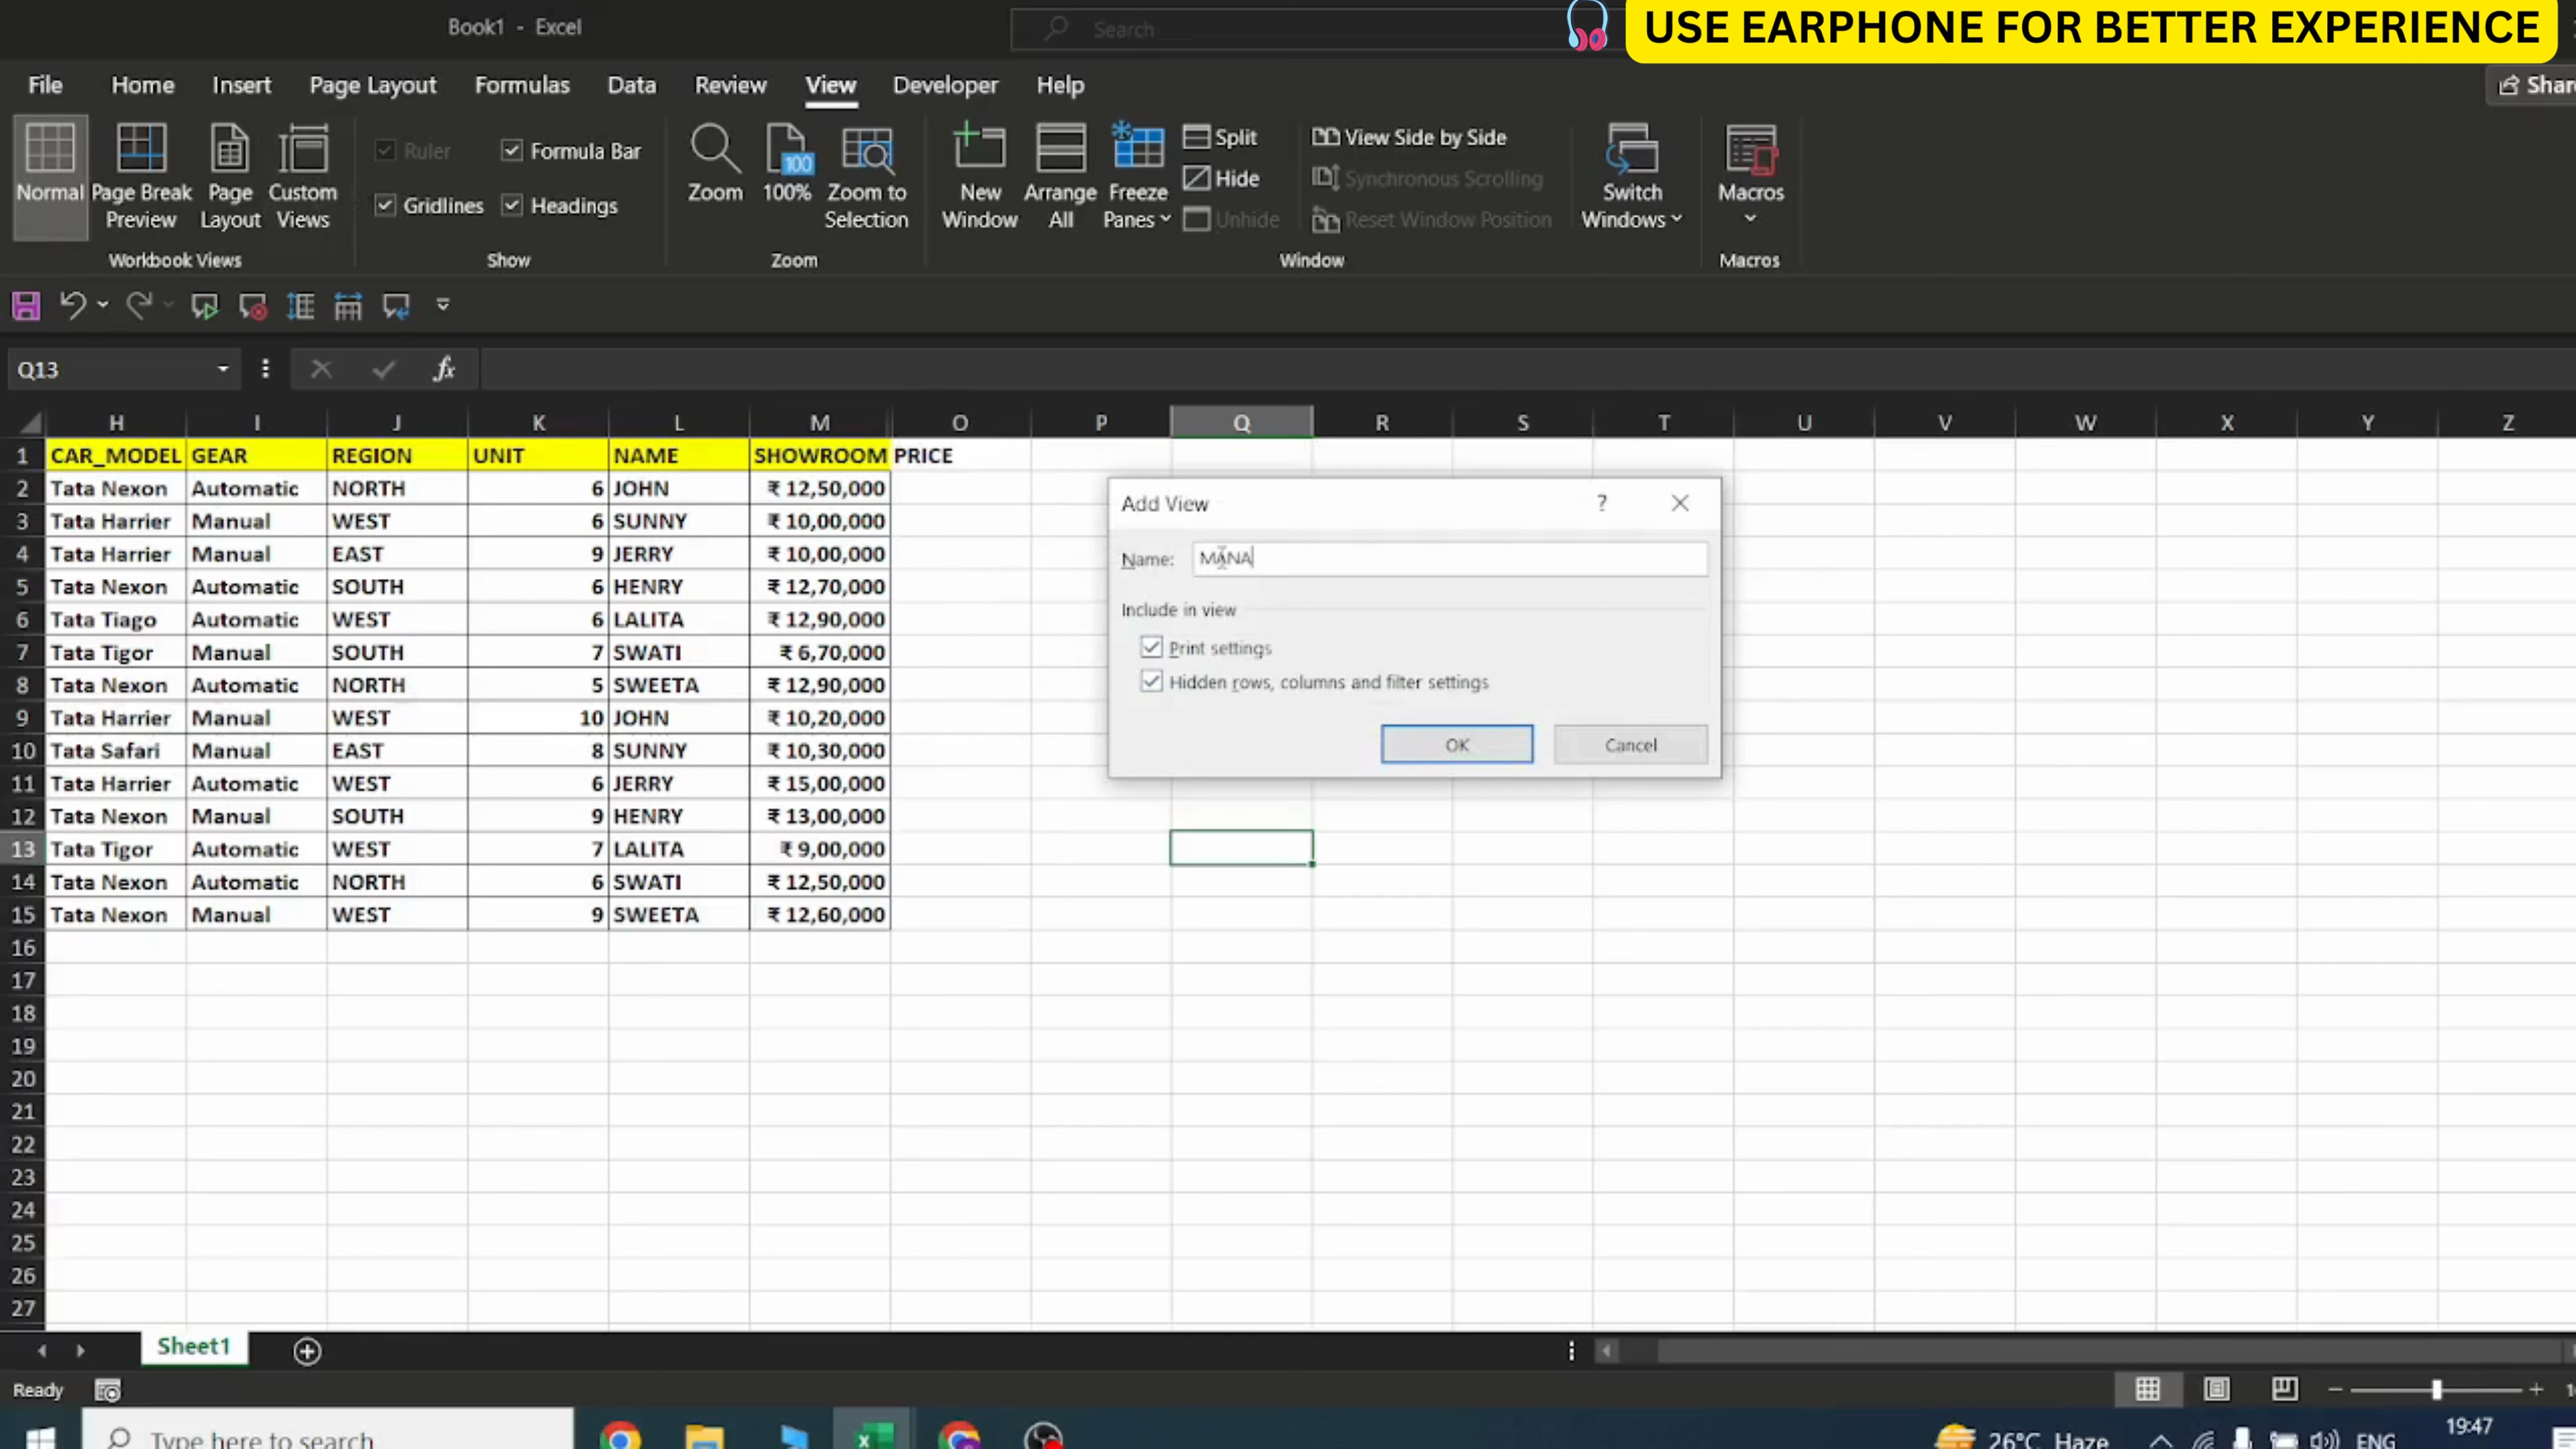 Book1 - Excel
Search
USE EARPHONE FOR BETTER EXPERIENCE
File Home Insert Page Layout Formulas Data Review View Developer Help
Normal
Page Break Preview
Page Layout
Custom Views
Workbook Views
Ruler
Formula Bar
Gridlines
Headings
Show
Zoom
100
100%
Zoom to Selection
Zoom
New Window
Arrange All
Freeze Panes
Split
Hide
Unhide
View Side by Side
Synchronous Scrolling
Reset Window Position
Window
Switch Windows
Macros
Macros
Q13
fx
H I J K L M O P Q R S T U V W X Y Z
1 CAR_MODEL GEAR REGION UNIT NAME SHOWROOM PRICE
2 Tata Nexon Automatic NORTH 6 JOHN ₹ 12,50,000
3 Tata Harrier Manual WEST 6 SUNNY ₹ 10,00,000
4 Tata Harrier Manual EAST 9 JERRY ₹ 10,00,000
5 Tata Nexon Automatic SOUTH 6 HENRY ₹ 12,70,000
6 Tata Tiago Automatic WEST 6 LALITA ₹ 12,90,000
7 Tata Tigor Manual SOUTH 7 SWATI ₹ 6,70,000
8 Tata Nexon Automatic NORTH 5 SWEETA ₹ 12,90,000
9 Tata Harrier Manual WEST 10 JOHN ₹ 10,20,000
10 Tata Safari Manual EAST 8 SUNNY ₹ 10,30,000
11 Tata Harrier Automatic WEST 6 JERRY ₹ 15,00,000
12 Tata Nexon Manual SOUTH 9 HENRY ₹ 13,00,000
13 Tata Tigor Automatic WEST 7 LALITA ₹ 9,00,000
14 Tata Nexon Automatic NORTH 6 SWATI ₹ 12,50,000
15 Tata Nexon Manual WEST 9 SWEETA ₹ 12,60,000
16
17
18
19
20
21
22
23
24
25
26
27
Add View ?
Name: MANA
Include in view
Print settings
Hidden rows, columns and filter settings
OK Cancel
Sheet1
Ready
Type here to search
26°C Haze
ENG
19:47